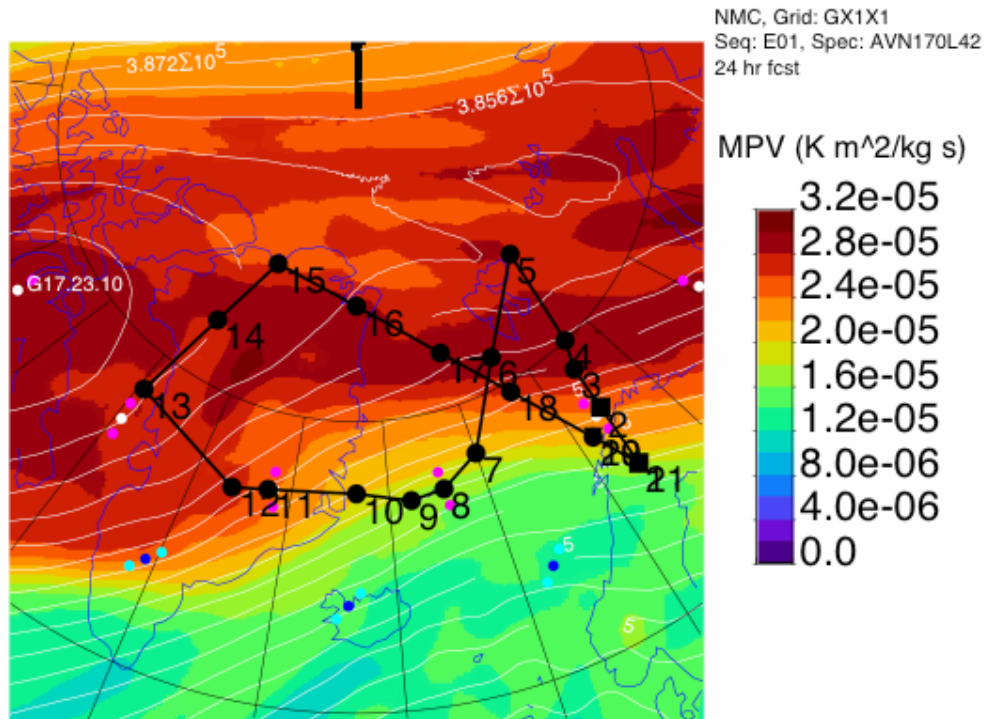 NMC, Grid: GX1X1
Seq: E01, Spec: AVN170L42
24 hr fcst
3.872Σ10⁵
3.856Σ10⁵
MPV (K m^2/kg s)
3.2e-05
2.8e-05
2.4e-05
2.0e-05
1.6e-05
1.2e-05
8.0e-06
4.0e-06
0.0
G17.23.10
5
15
16
14
4
3
17
6
5
13
18
2
20
7
21
12
11
10
9
8
5
5